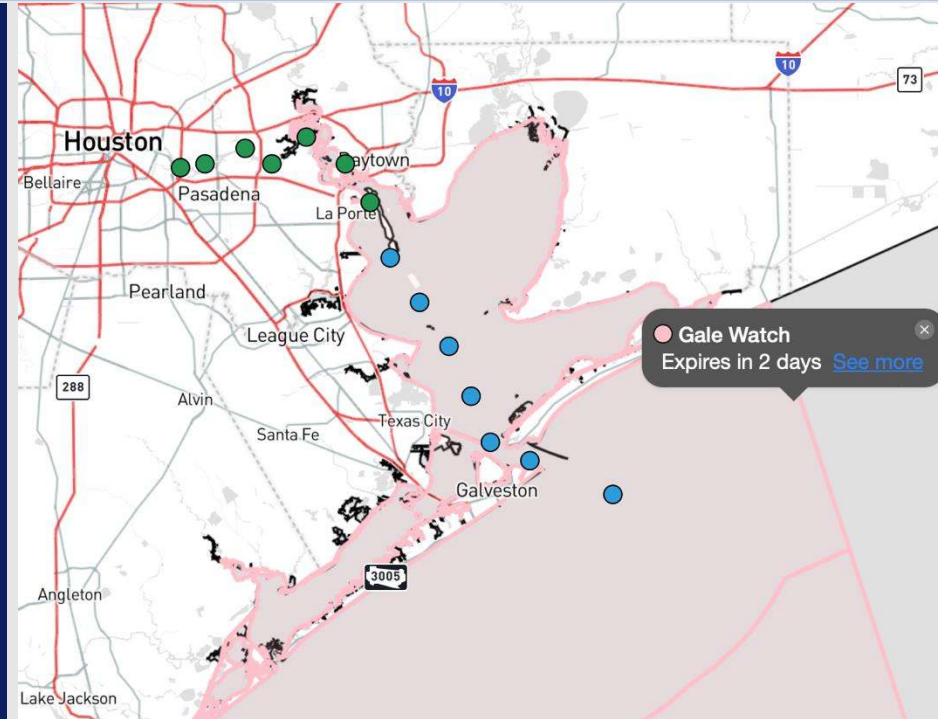 10
10
73
Houston
Baytown
Bellaire
Pasadena
La Porte
Pearland
League City
Gale Watch
Expires in 2 days See more
288
Alvin
Texas City
Santa Fe
Galveston
3005
Angleton
Lake Jackson